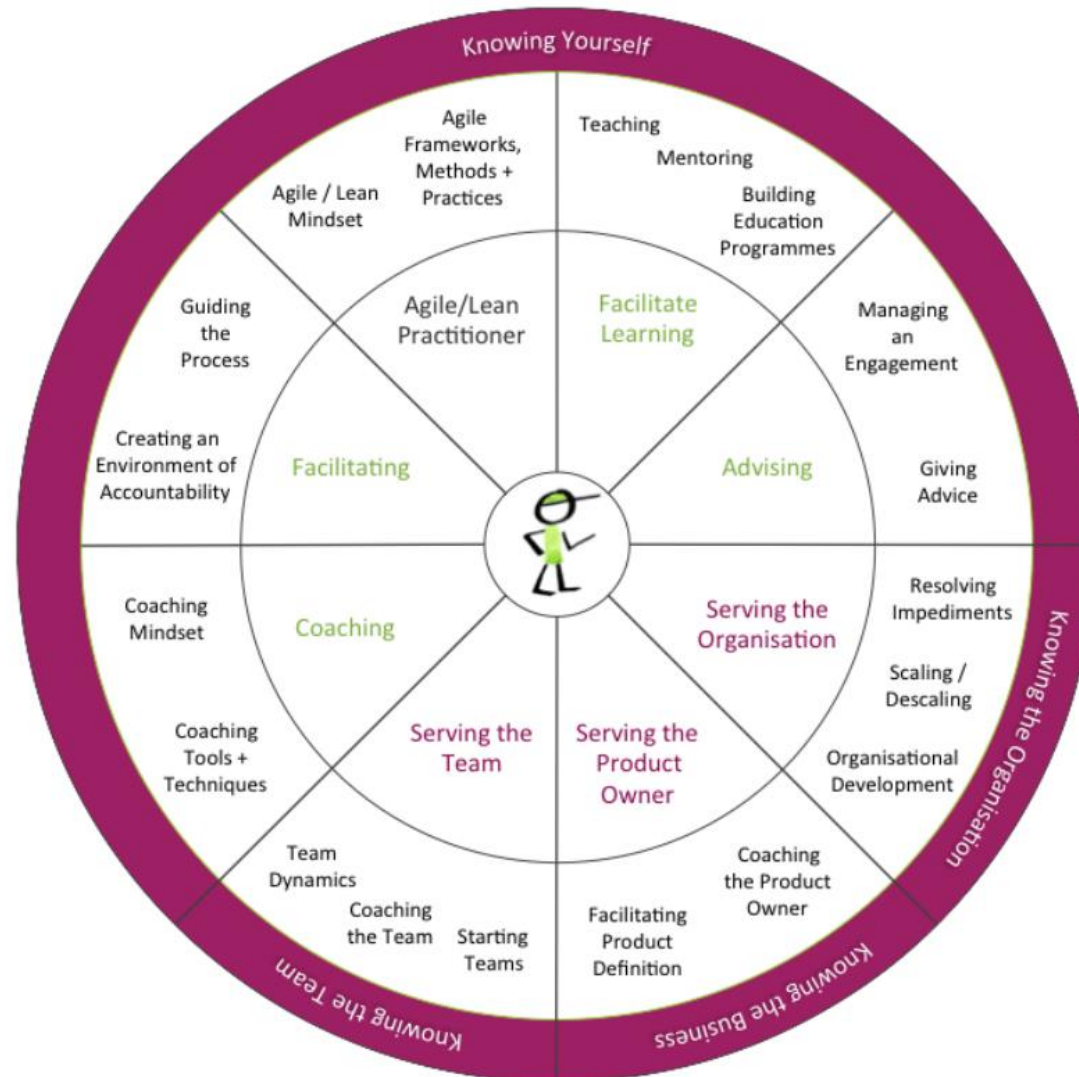 Knowing Yourself
Agile
Frameworks,
Methods +
Practices
Agile / Lean
Mindset
Teaching
Mentoring
Building
Education
Programmes
Guiding
the
Process
Agile/Lean
Practitioner
Facilitate
Learning
Managing
an
Engagement
Creating an
Environment of
Accountability
Facilitating
Advising
Giving
Advice
Coaching
Mindset
Coaching
Serving the
Organisation
Resolving
Impediments
Scaling /
Descaling
Coaching
Tools +
Techniques
Serving the
Team
Serving the
Product
Owner
Organisational
Development
Knowing the Organisation
Team
Dynamics
Coaching
the Team
Starting
Teams
Facilitating
Product
Definition
Coaching
the Product
Owner
Knowing the Team
Knowing the Business